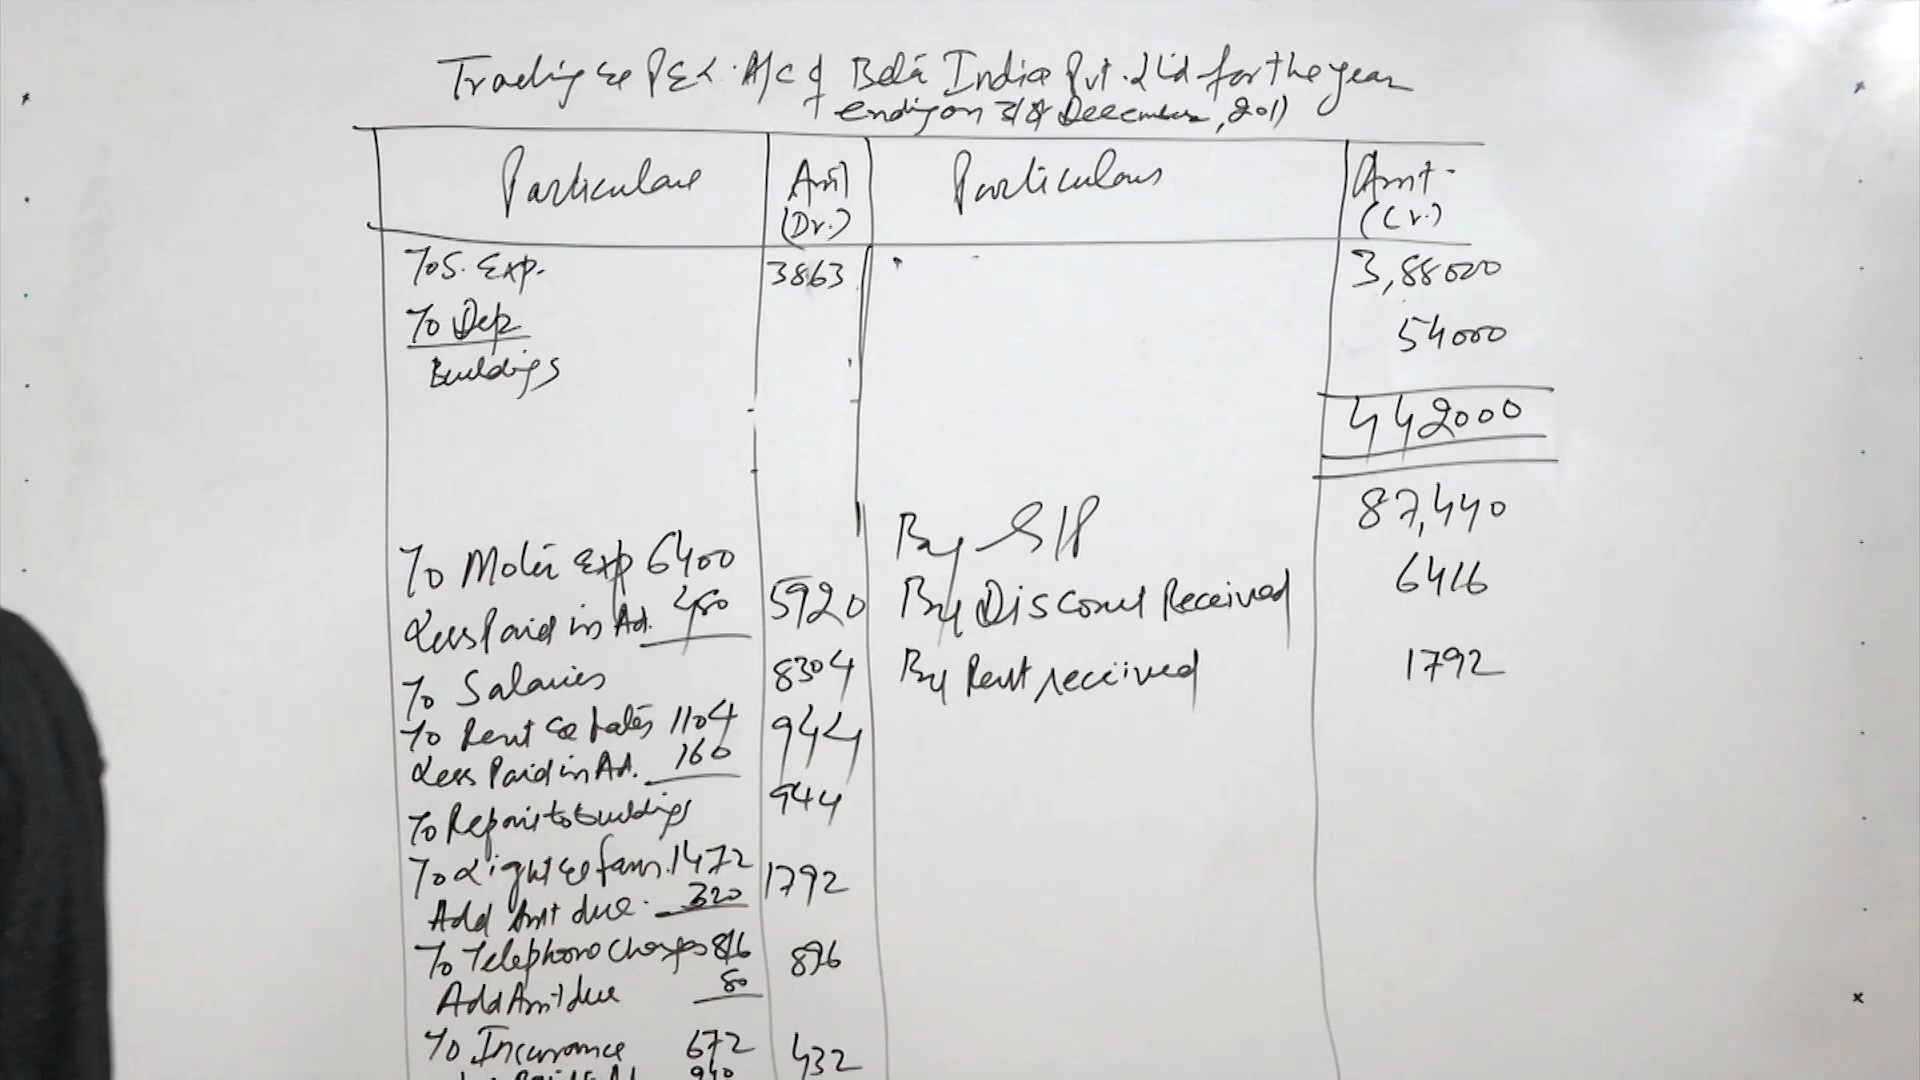 Trading & P&L A/C of Beta India Pvt. Ltd for the year
ending on 31st December, 2011
Particulars Amt (Dr.) Particulars Amt. (Cr.)
To S. Exp. 3863 3,88000
To Dep 54000
Buildings
442000
By G/P 87,440
To Motor Exp 6400
Less Paid in Ad. 480 5920 By Discount Received 6416
To Salaries 8304 By Rent received 1792
To Rent & Rates 1104 944
Less Paid in Ad. 160
To Repairs to buildings 944
To Light & fans. 1472 1792
Add Amt due. 320
To Telephone Charges 816 896
Add Amt due 80
To Insurance 672 432